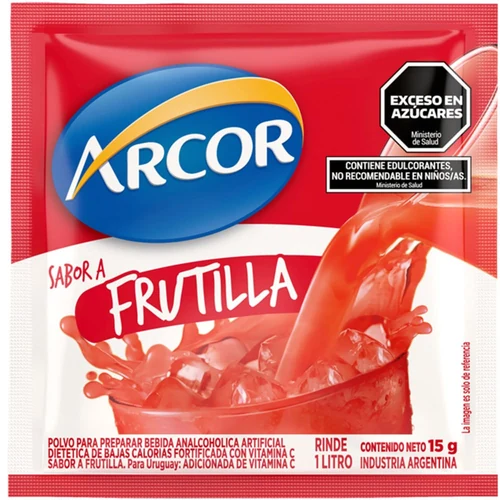 ARCOR
EXCESO EN
AZÚCARES
Ministerio
de Salud
CONTIENE EDULCORANTES,
NO RECOMENDABLE EN NIÑOS/AS.
Ministerio de Salud
SABOR A
FRUTILLA
La imagen es solo de referencia
POLVO PARA PREPARAR BEBIDA ANALCOHOLICA ARTIFICIAL
DIETETICA DE BAJAS CALORIAS FORTIFICADA CON VITAMINA C
SABOR A FRUTILLA. Para Uruguay: ADICIONADA DE VITAMINA C
RINDE
1 LITRO
CONTENIDO NETO 15 g
INDUSTRIA ARGENTINA